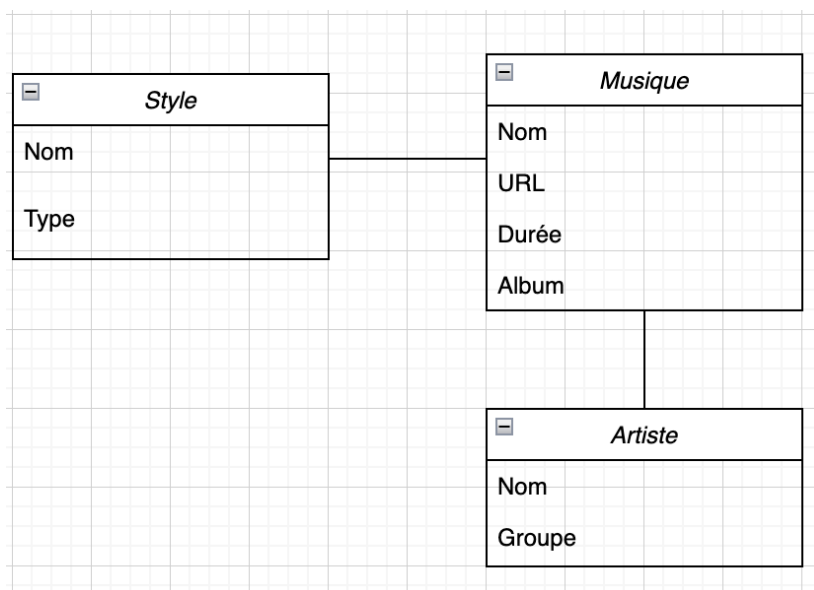 Style
Nom
Type
Musique
Nom
URL
Durée
Album
Artiste
Nom
Groupe